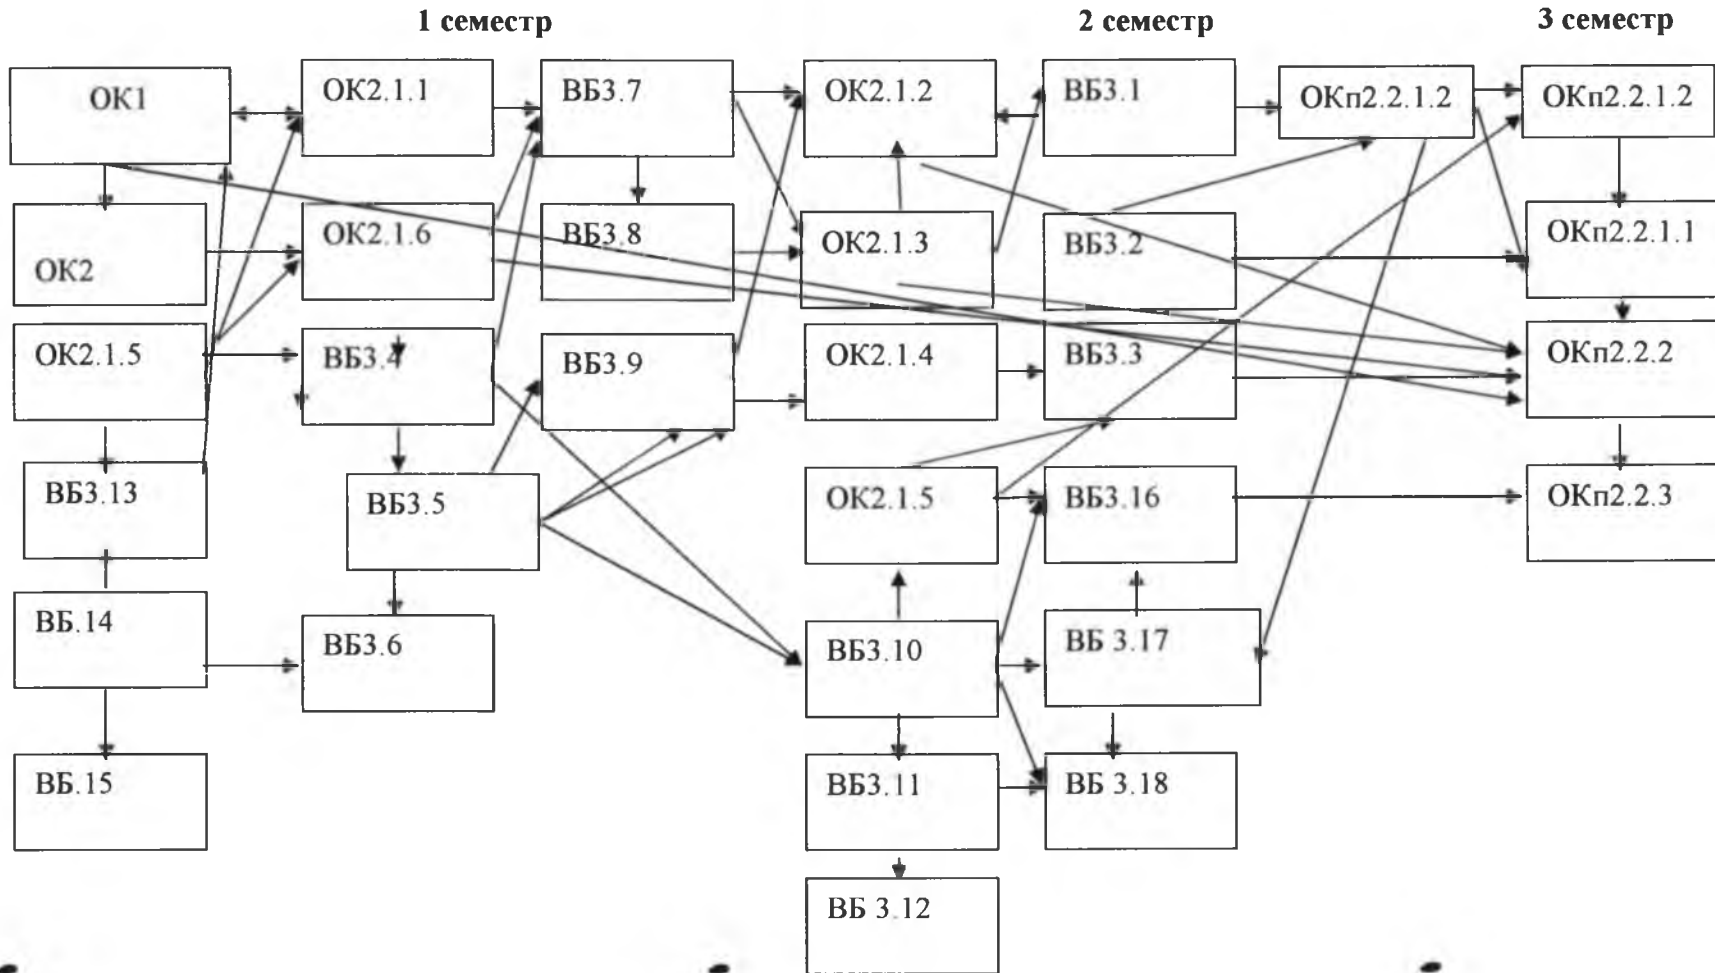 1 семестр
2 семестр
3 семестр
ОК1
ОК2.1.1
ВБ3.7
ОК2.1.2
ВБ3.1
ОКп2.2.1.2
ОКп2.2.1.2
ОК2
ОК2.1.6
ВБ3.8
ОК2.1.3
ВБ3.2
ОКп2.2.1.1
ОК2.1.5
ВБ3.4
ВБ3.9
ОК2.1.4
ВБ3.3
ОКп2.2.2
ВБ3.13
ВБ3.5
ОК2.1.5
ВБ3.16
ОКп2.2.3
ВБ.14
ВБ3.6
ВБ3.10
ВБ 3.17
ВБ.15
ВБ3.11
ВБ 3.18
ВБ 3.12